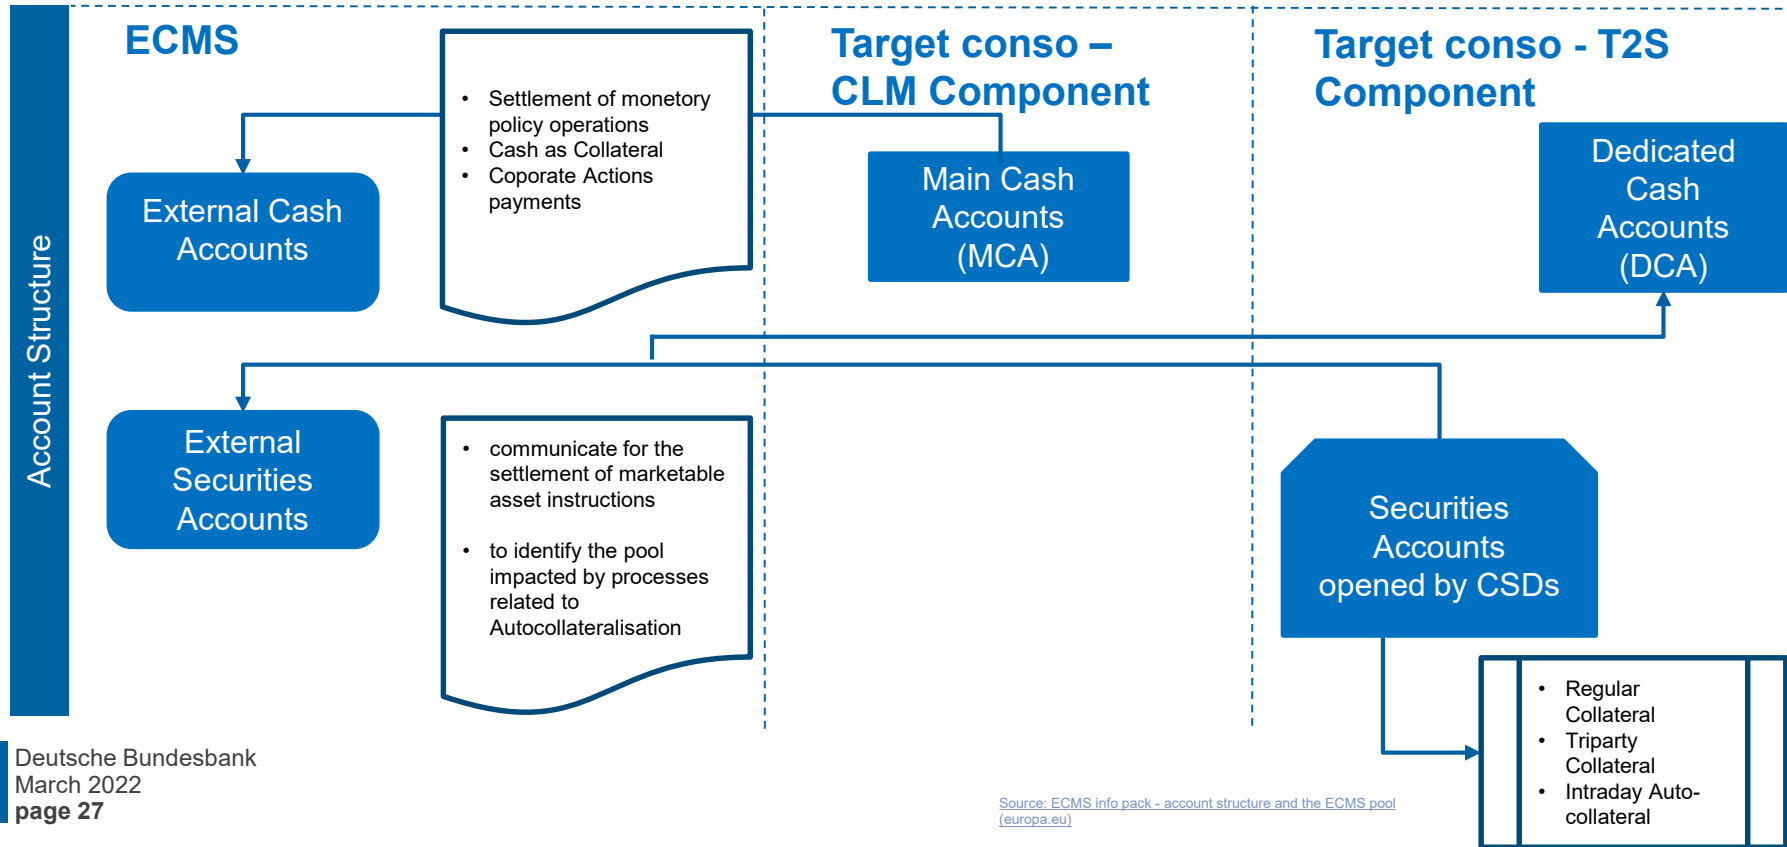 Account Structure
ECMS
Target conso –
CLM Component
Target conso - T2S
Component
External Cash
Accounts
• Settlement of monetory
policy operations
• Cash as Collateral
• Coporate Actions
payments
Main Cash
Accounts
(MCA)
Dedicated
Cash
Accounts
(DCA)
External
Securities
Accounts
• communicate for the
settlement of marketable
asset instructions
• to identify the pool
impacted by processes
related to
Autocollateralisation
Securities
Accounts
opened by CSDs
• Regular
Collateral
• Triparty
Collateral
• Intraday Auto-
collateral
Deutsche Bundesbank
March 2022
page 27
Source: ECMS info pack - account structure and the ECMS pool
(europa.eu)